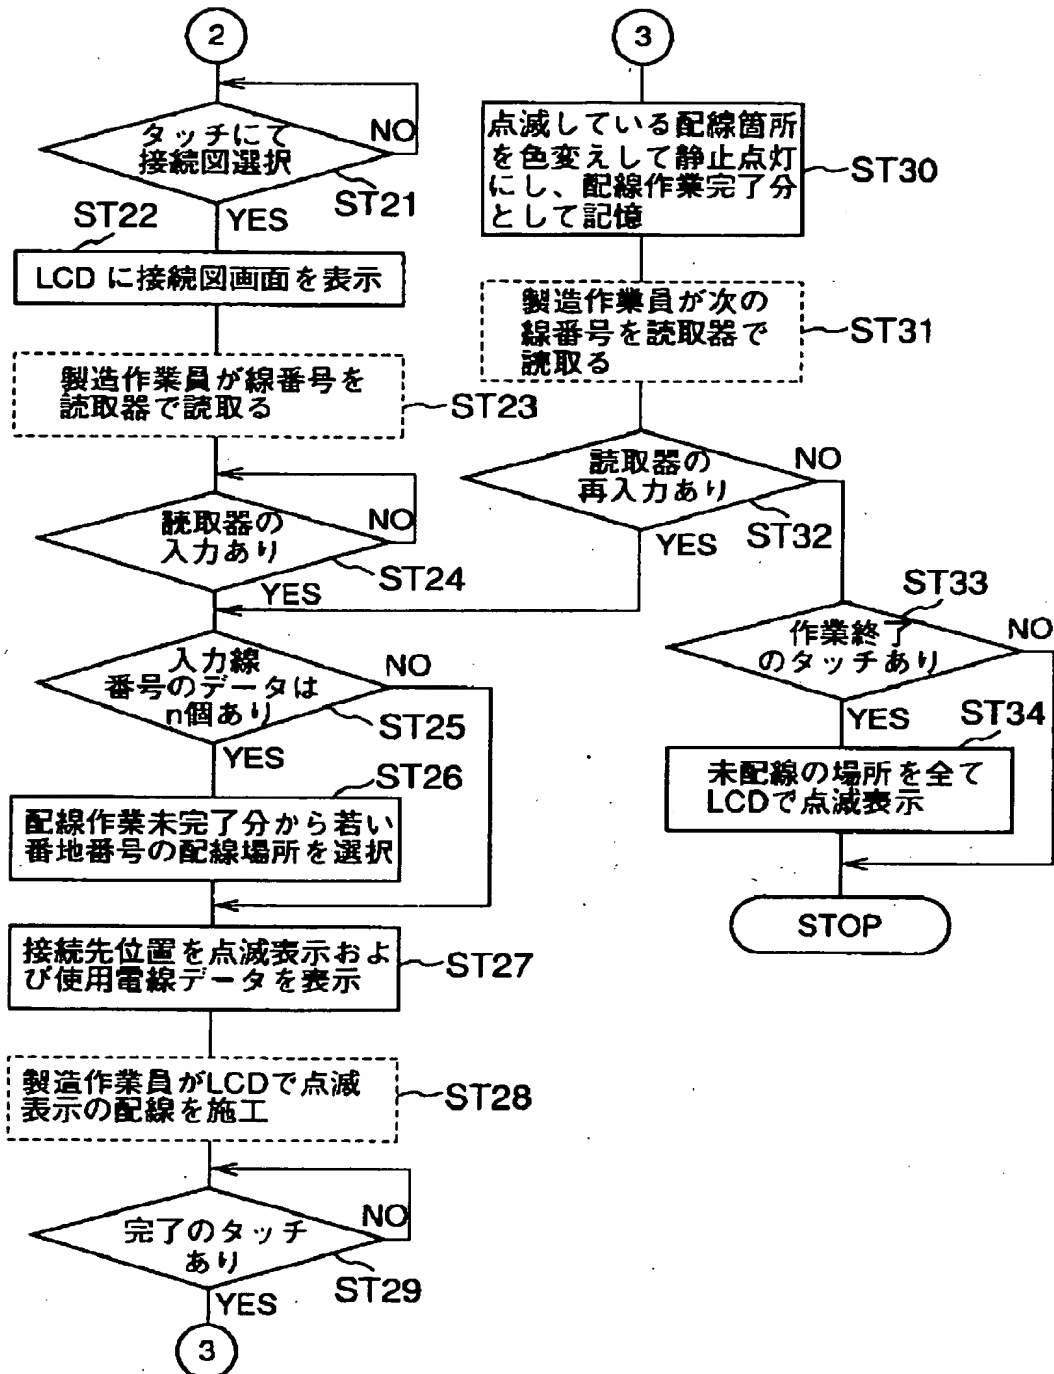 2
タッチにて
接続図選択
NO
ST21
YES
ST22
LCDに接続図画面を表示
製造作業員が線番号を
読取器で読取る
ST23
読取器の
入力あり
NO
ST24
YES
入力線
番号のデータは
n個あり
NO
ST25
YES
ST26
配線作業未完了分から若い
番地番号の配線場所を選択
接続先位置を点滅表示およ
び使用電線データを表示
ST27
製造作業員がLCDで点滅
表示の配線を施工
ST28
完了のタッチ
あり
NO
ST29
YES
3
3
点滅している配線箇所
を色変えして静止点灯
にし、配線作業完了分
として記憶
ST30
製造作業員が次の
線番号を読取器で
読取る
ST31
読取器の
再入力あり
NO
ST32
YES
ST33
作業終了
のタッチあり
NO
YES
ST34
未配線の場所を全て
LCDで点滅表示
STOP